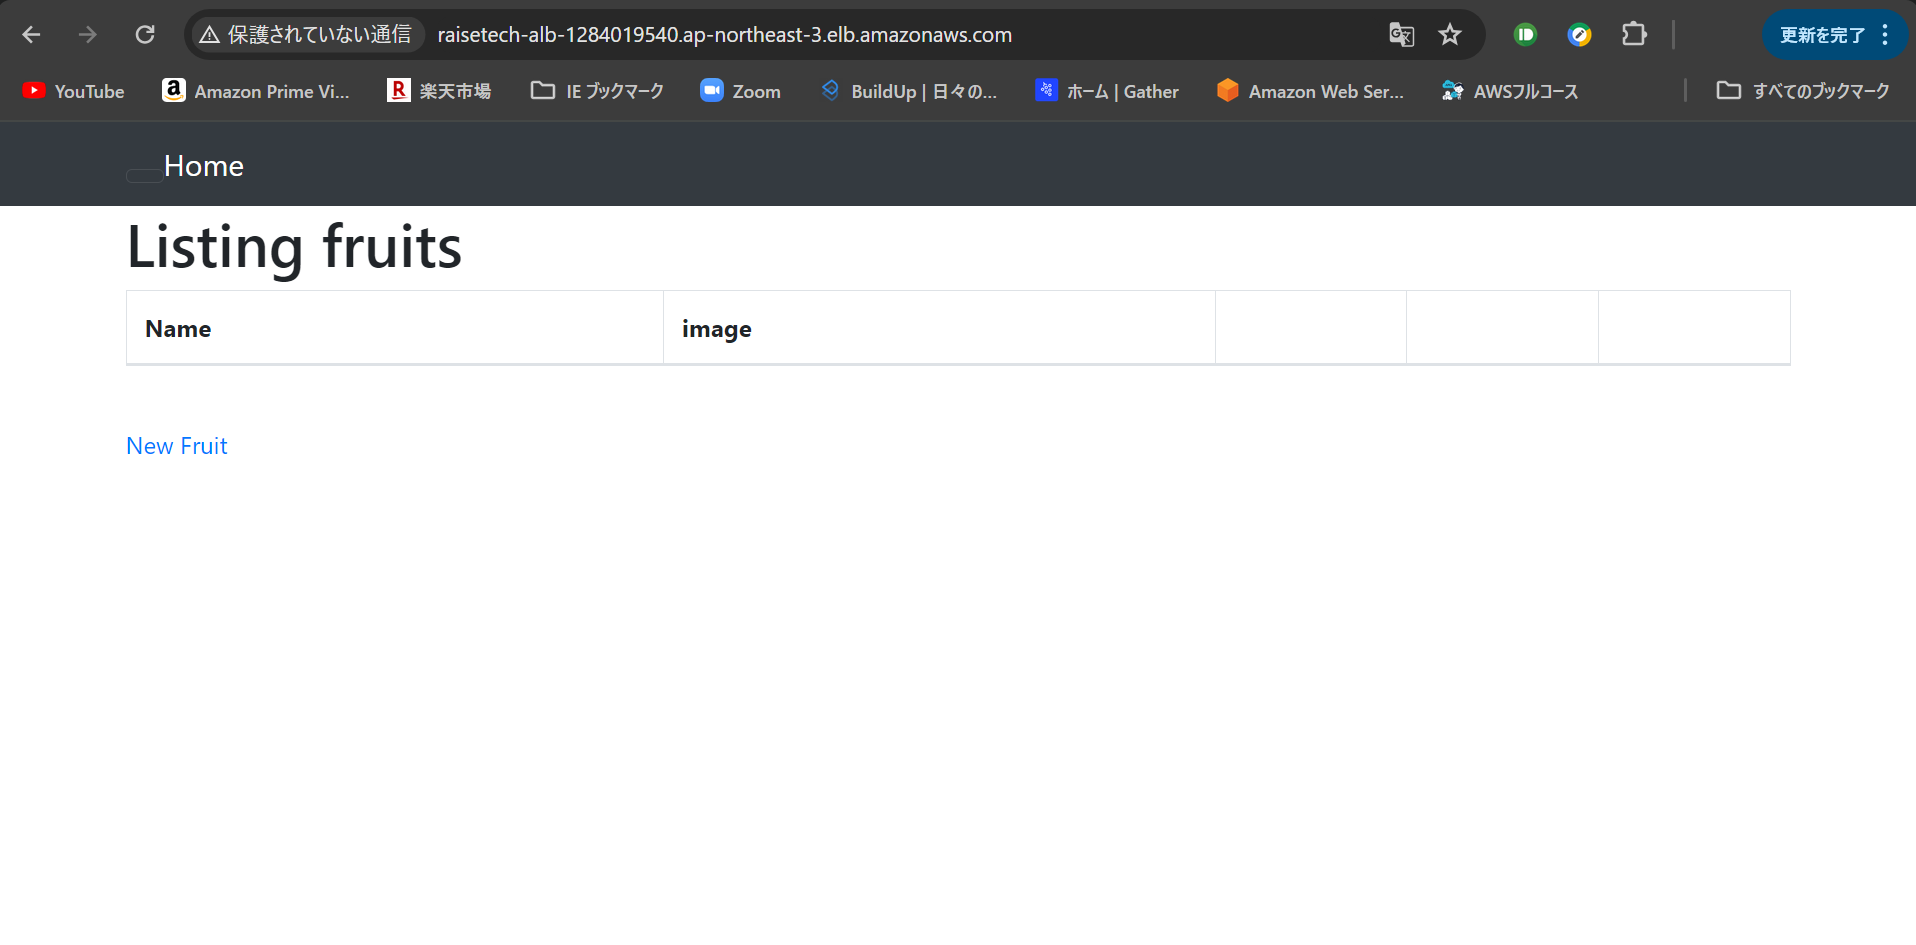 保護されていない通信 raisetech-alb-1284019540.ap-northeast-3.elb.amazonaws.com 更新を完了
YouTube Amazon Prime Vi... 楽天市場 IE ブックマーク Zoom BuildUp | 日々の... ホーム | Gather Amazon Web Ser... AWSフルコース すべてのブックマーク
Home
Listing fruits
Name image
New Fruit